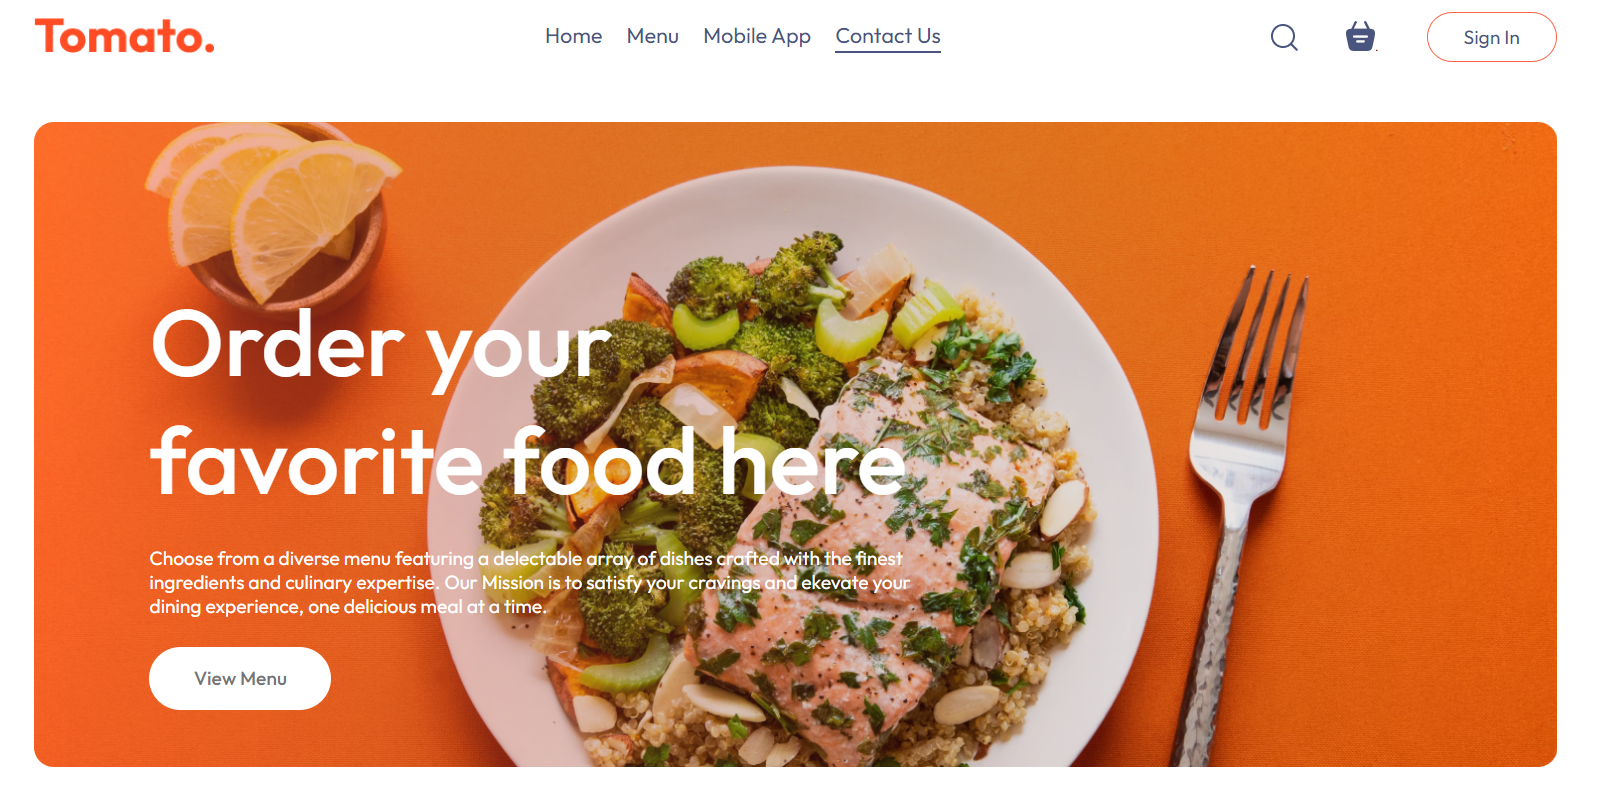 Tomato.
Home Menu Mobile App Contact Us
Sign In
Order your
favorite food here
Choose from a diverse menu featuring a delectable array of dishes crafted with the finest
ingredients and culinary expertise. Our Mission is to satisfy your cravings and ekevate your
dining experience, one delicious meal at a time.
View Menu